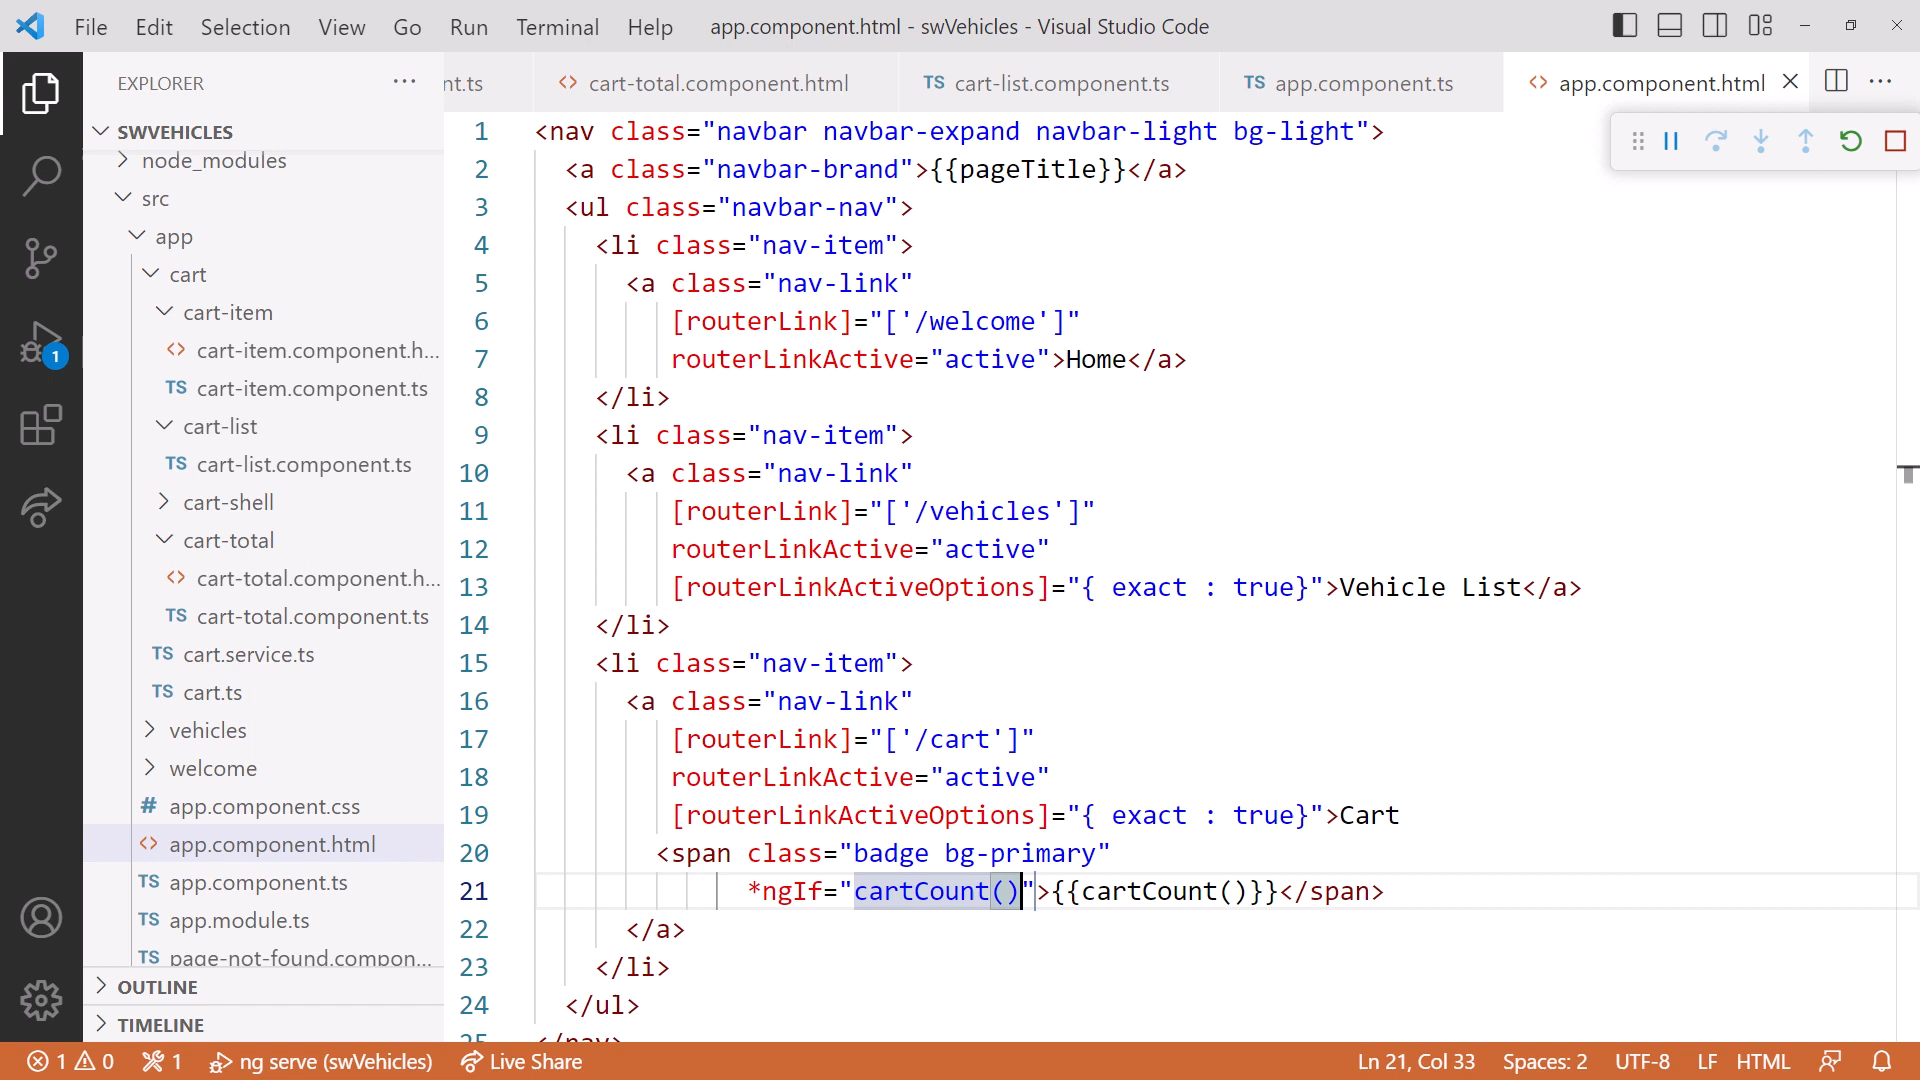 File Edit Selection View Go Run Terminal Help app.component.html - swVehicles - Visual Studio Code
EXPLORER
SWVEHICLES
node_modules
src
app
cart
cart-item
cart-item.component.h...
TS cart-item.component.ts
cart-list
TS cart-list.component.ts
cart-shell
cart-total
cart-total.component.h...
TS cart-total.component.ts
TS cart.service.ts
TS cart.ts
vehicles
welcome
# app.component.css
app.component.html
TS app.component.ts
TS app.module.ts
TS page-not-found.compon...
OUTLINE
TIMELINE
1
nt.ts cart-total.component.html TS cart-list.component.ts TS app.component.ts app.component.html
1 <nav class="navbar navbar-expand navbar-light bg-light">
2 <a class="navbar-brand">{{pageTitle}}</a>
3 <ul class="navbar-nav">
4 <li class="nav-item">
5 <a class="nav-link"
6 [routerLink]="['/welcome']"
7 routerLinkActive="active">Home</a>
8 </li>
9 <li class="nav-item">
10 <a class="nav-link"
11 [routerLink]="['/vehicles']"
12 routerLinkActive="active"
13 [routerLinkActiveOptions]="{ exact : true}">Vehicle List</a>
14 </li>
15 <li class="nav-item">
16 <a class="nav-link"
17 [routerLink]="['/cart']"
18 routerLinkActive="active"
19 [routerLinkActiveOptions]="{ exact : true}">Cart
20 <span class="badge bg-primary"
21 *ngIf="cartCount()">{{cartCount()}}</span>
22 </a>
23 </li>
24 </ul>
25 </nav>
1 0 1 ng serve (swVehicles) Live Share Ln 21, Col 33 Spaces: 2 UTF-8 LF HTML